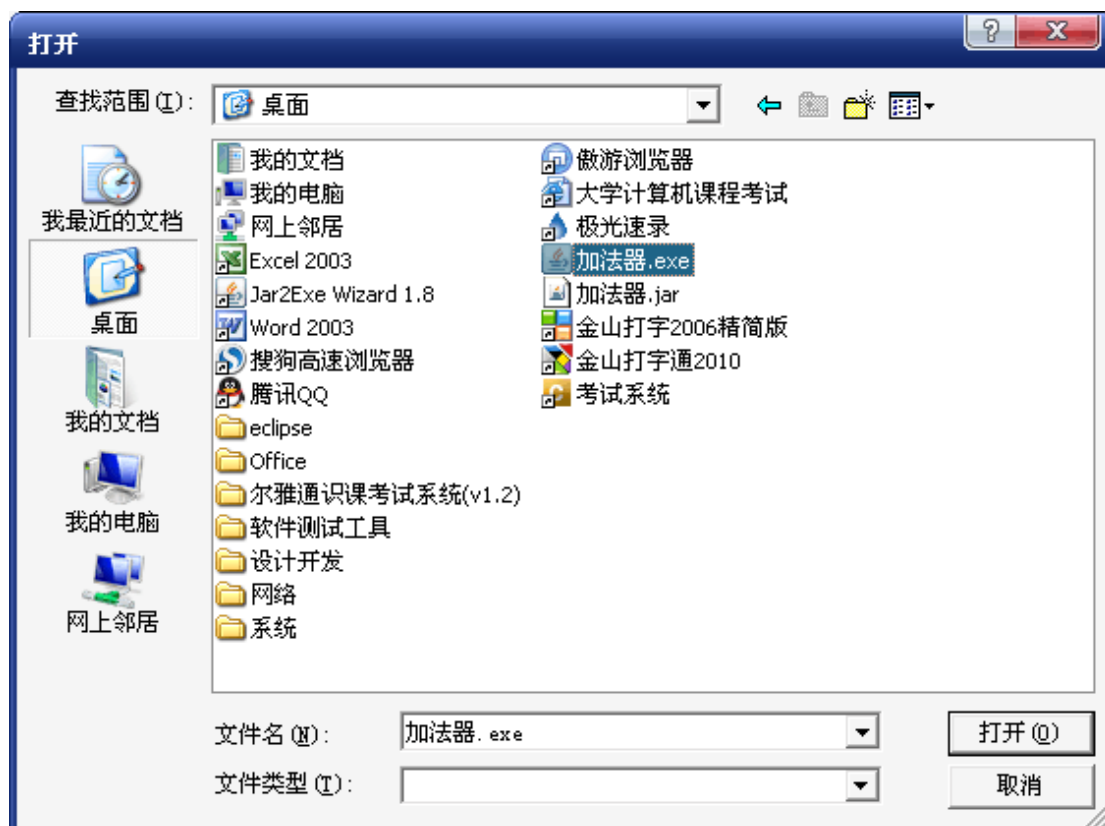 打开
查找范围(I):
桌面
我最近的文档
桌面
我的文档
我的电脑
网上邻居
我的文档
我的电脑
网上邻居
Excel 2003
Jar2Exe Wizard 1.8
Word 2003
搜狗高速浏览器
腾讯QQ
eclipse
Office
尔雅通识课考试系统(v1.2)
软件测试工具
设计开发
网络
系统
傲游浏览器
大学计算机课程考试
极光速录
加法器.exe
加法器.jar
金山打字2006精简版
金山打字通2010
考试系统
文件名(N):
加法器.exe
打开(O)
文件类型(T):
取消